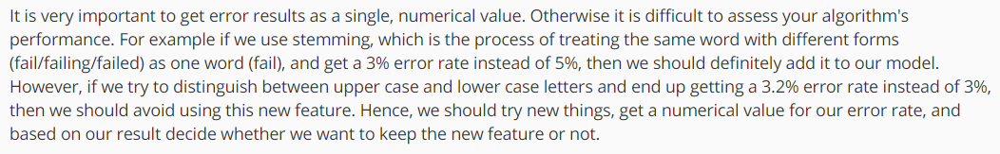 It is very important to get error results as a single, numerical value. Otherwise it is difficult to assess your algorithm's
performance. For example if we use stemming, which is the process of treating the same word with different forms
(fail/failing/failed) as one word (fail), and get a 3% error rate instead of 5%, then we should definitely add it to our model.
However, if we try to distinguish between upper case and lower case letters and end up getting a 3.2% error rate instead of 3%,
then we should avoid using this new feature. Hence, we should try new things, get a numerical value for our error rate, and
based on our result decide whether we want to keep the new feature or not.